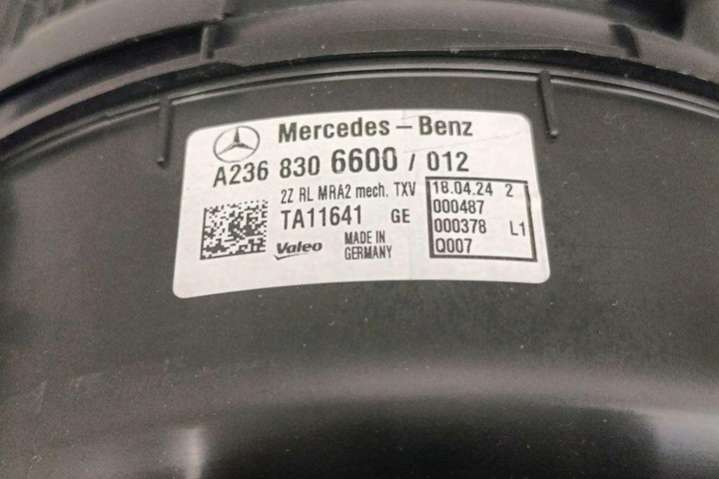 Mercedes-Benz
A236 830 6600 / 012
2Z RL MRA2 mech. TXV
TA11641 GE
Valeo
MADE IN
GERMANY
18.04.24 2
000487
000378 L1
Q007